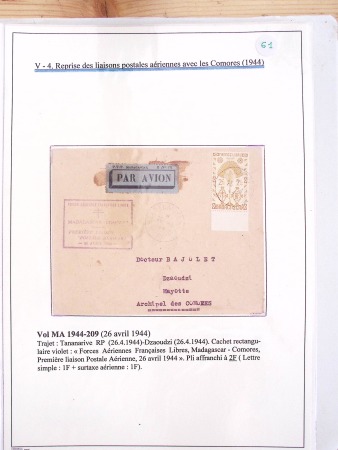 61
V - 4. Reprise des liaisons postales aériennes avec les Comores (1944)
PAR AVION
Docteur BAJOLET
Dzaoudzi
Mayotte
Archipel des COMORES
Vol MA 1944-209 (26 avril 1944)
Trajet : Tananarive RP (26.4.1944)-Dzaoudzi (26.4.1944). Cachet rectangu-
laire violet : « Forces Aériennes Françaises Libres, Madagascar - Comores,
Première liaison Postale Aérienne, 26 avril 1944 ». Pli affranchi à 2F ( Lettre
simple : 1F + surtaxe aérienne : 1F).